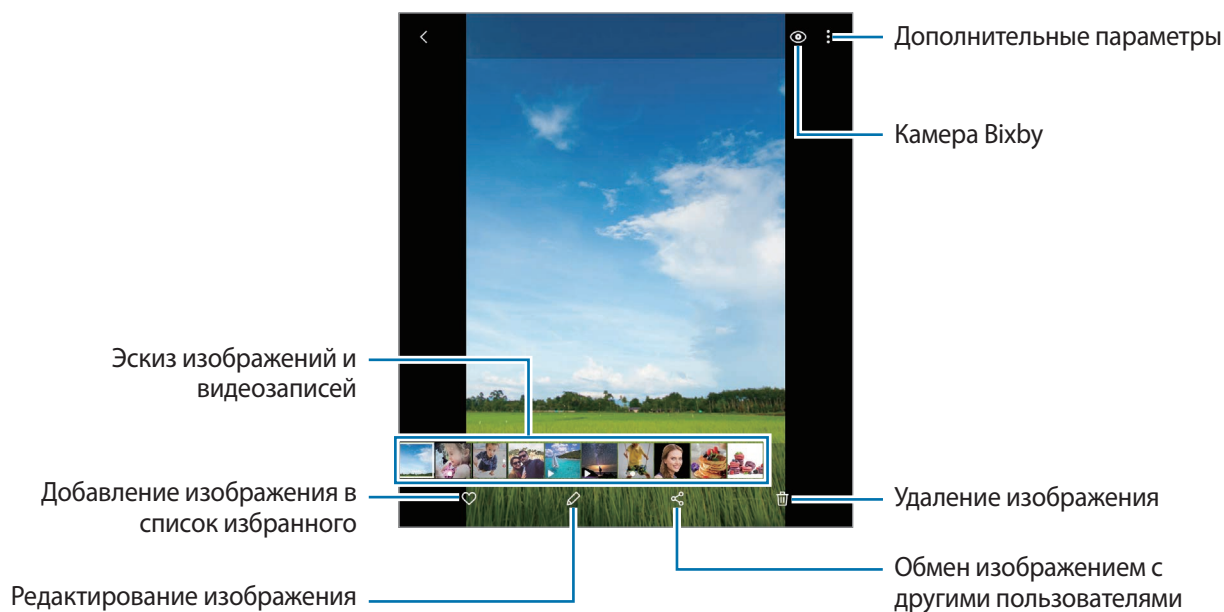 Дополнительные параметры
Камера Bixby
Эскиз изображений и
видеозаписей
Добавление изображения в
список избранного
Удаление изображения
Редактирование изображения
Обмен изображением с
другими пользователями